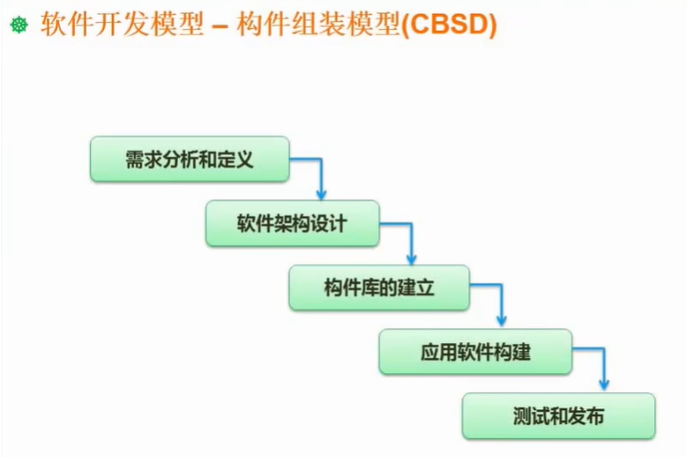 软件开发模型 – 构件组装模型(CBSD)
需求分析和定义
软件架构设计
构件库的建立
应用软件构建
测试和发布